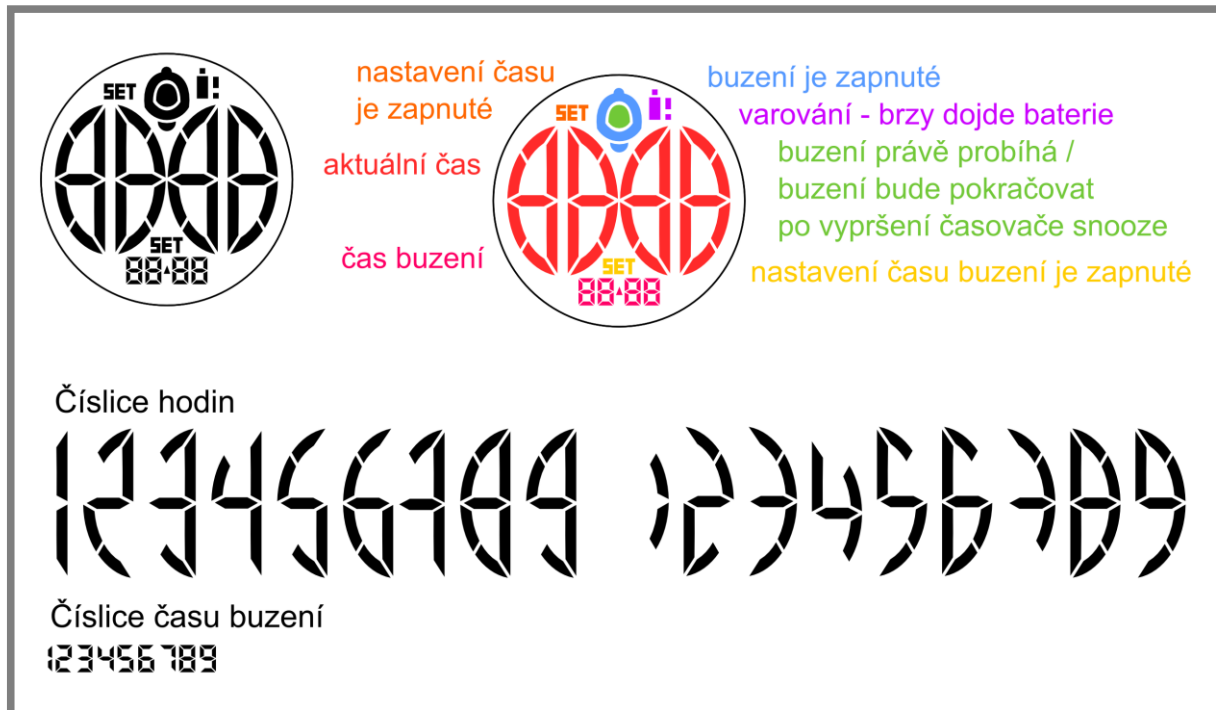 SET
SET
88:88
nastavení času
je zapnuté
aktuální čas
čas buzení
SET
SET
88:88
buzení je zapnuté
varování - brzy dojde baterie
buzení právě probíhá /
buzení bude pokračovat
po vypršení časovače snooze
nastavení času buzení je zapnuté
Číslice hodin
123456789 123456789
Číslice času buzení
123456789